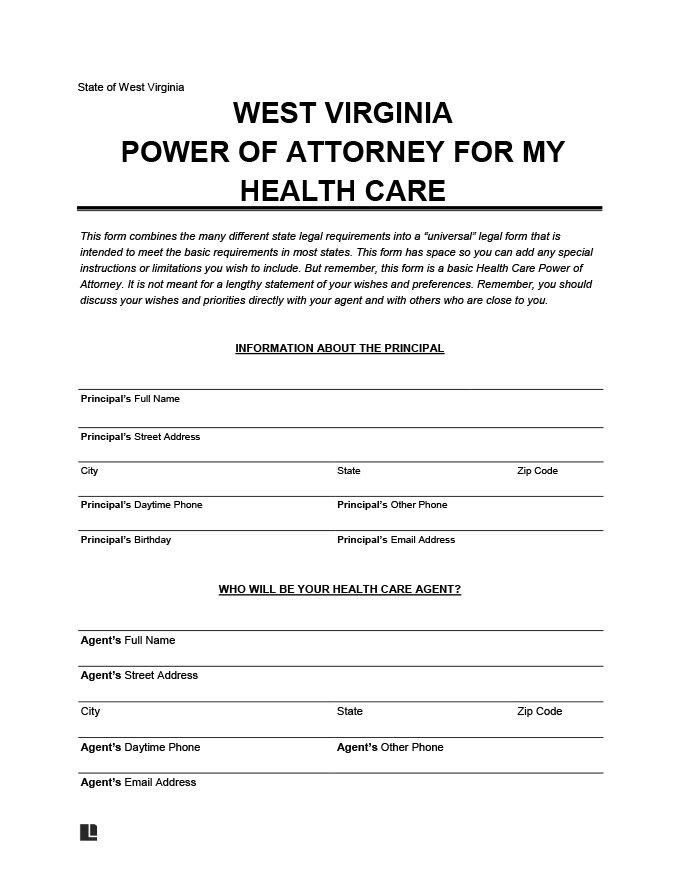 State of West Virginia
WEST VIRGINIA
POWER OF ATTORNEY FOR MY
HEALTH CARE
This form combines the many different state legal requirements into a “universal” legal form that is
intended to meet the basic requirements in most states. This form has space so you can add any special
instructions or limitations you wish to include. But remember, this form is a basic Health Care Power of
Attorney. It is not meant for a lengthy statement of your wishes and preferences. Remember, you should
discuss your wishes and priorities directly with your agent and with others who are close to you.
INFORMATION ABOUT THE PRINCIPAL
Principal’s Full Name
Principal’s Street Address
City State Zip Code
Principal’s Daytime Phone Principal’s Other Phone
Principal’s Birthday Principal’s Email Address
WHO WILL BE YOUR HEALTH CARE AGENT?
Agent’s Full Name
Agent’s Street Address
City State Zip Code
Agent’s Daytime Phone Agent’s Other Phone
Agent’s Email Address